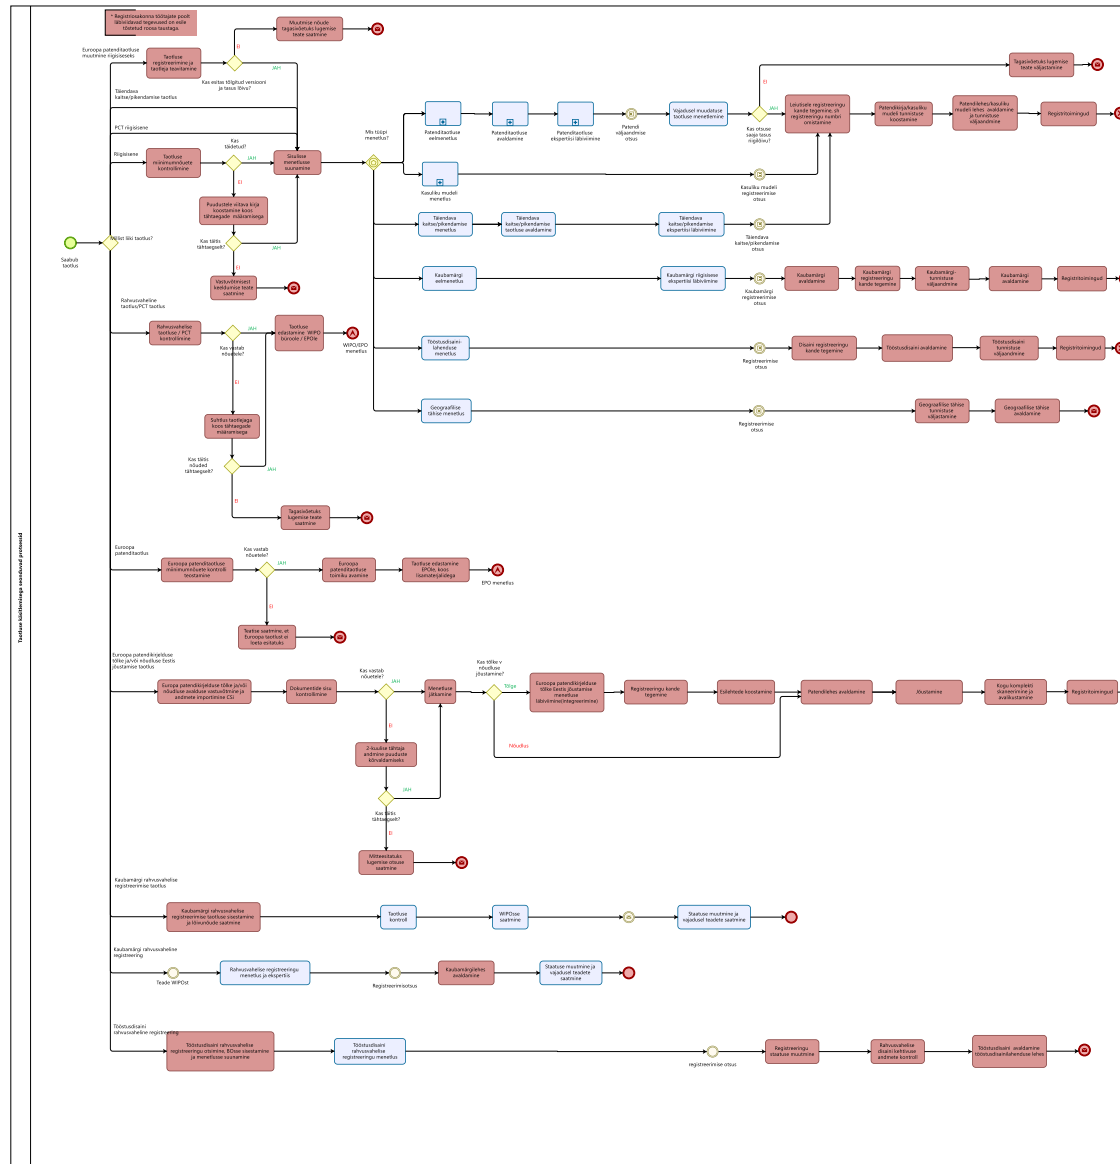 * Registriosakonna töötajate poolt
läbiviidavad tegevused on esile
tõstetud roosa taustaga.
Muutmise nõude
tagasivõetuks lugemise
teate saatmine
EI
Euroopa patenditaotluse
muutmine riigisiseseks
Taotluse
registreerimine ja
taotleja teavitamine
JAH
Kas esitas tõlgitud versiooni
ja tasus lõivu?
Tagasivõetuks lugemise
teate väljastamine
EI
Täiendava
kaitse/pikendamise taotlus
PCT riigisisene
Mis tüüpi
menetlus?
Patenditaotluse
eelmenetlus
Patenditaotluse
avaldamine
Patenditaotluse
ekspertiisi läbiviimine
Patendi
väljaandmise
otsus
Vajadusel muudatuse
taotluse menetlemine
JAH
Kas otsuse
saaja tasus
riigilõivu?
Leiubsele registreeringu
kande tegemine, sh
registreeringu numbri
omistamine
Patendikirja/kasuliku
mudeli tunnistuse
koostamine
Patendilehes/kasuliku
mudeli lehes avaldamine
ja tunnistuse
väljaandmine
Registritoimingud
Riigisisene
Taotluse
miinimumnõuete
kontrollimine
Kas
täidetud?
JAH
EI
Sisulisse
menetlusse
suunamine
Kasuliku mudeli
menetlus
Kasuliku mudeli
registreerimise
otsus
Puudustele viitava kirja
koostamine koos
tähtaegade määramisega
Kas täitis
tähtaegselt?
JAH
EI
Täiendava
kaitse/pikendamise
menetlus
Täiendava
kaitse/pikendamise
taotluse avaldamine
Täiendava
kaitse/pikendamise
ekspertiisi läbiviimine
Täiendava
kaitse/pikendamise
otsus
Saabub
taotlus
Millist liiki taotlus?
Vastuvõtmisest
keeldumise teate
saatmine
Kaubamärgi
eelmenetlus
Kaubamärgi riigisisese
ekspertiisi läbiviimine
Kaubamärgi
registreerimise
otsus
Kaubamärgi
avaldamine
Kaubamärgi
registreeringu
kande tegemine
Kaubamärgi-
tunnistuse
väljaandmine
Kaubamärgi
avaldamine
Registritoimingud
Rahvusvaheline
taotlus/PCT taotlus
Rahvusvahelise
taotluse / PCT
kontrollimine
JAH
Kas vastab
nõuetele?
Taotluse
edastamine WIPO
büroole / EPOle
WIPO/EPO
menetlus
EI
Tööstusdisaini-
lahenduse
menetlus
Registreerimise
otsus
Disaini registreeringu
kande tegemine
Tööstusdisaini avaldamine
Tööstusdisaini
tunnistuse
väljaandmine
Registritoimingud
Suhtlus taotlejaga
koos tähtaegade
määramisega
Geograafilise
tähise menetlus
Registreerimise
otsus
Geograafilise tähise
tunnistuse
väljastamine
Geograafilise tähise
avaldamine
Kas täitis
nõuded
tähtaegselt?
JAH
EI
Tagasivõetuks
lugemise teate
saatmine
Euroopa
patenditaotlus
Euroopa patenditaotluse
miinimumnõuete kontrolli
teostamine
Kas vastab
nõuetele?
JAH
EI
Euroopa
patenditaotluse
toimiku avamine
Taotluse edastamine
EPOle, koos
lisamaterjalidega
EPO menetlus
Teatise saatmine, et
Euroopa taotlust ei
loeta esitatuks
Taotluse käsitlemisega seonduvad protsessid
Euroopa patendikirjelduse
tõlke ja/või nõudluse Eestis
jõustamise taotlus
Europa patendikirjelduse tõlke ja/või
nõudluse avalduse vastuvõtmine ja
andmete importimine CSi
Dokumentide sisu
kontrollimine
Kas vastab
nõuetele?
JAH
EI
Menetluse
jätkamine
Kas tõlke v
nõudluse
jõustamine?
Tõlge
Nõudlus
Euroopa patendikirjelduse
tõlke Eestis jõustamise
menetluse
läbiviimine(integreerimine)
Registreeringu kande
tegemine
Esilehtede koostamine
Patendilehes avaldamine
Jõustamine
Kogu komplekti
skaneerimine ja
avalikustamine
Registritoimingud
2-kuulise tähtaja
andmine puuduste
kõrvaldamiseks
JAH
Kas täitis
tähtaegselt?
EI
Mitteesitatuks
lugemise otsuse
saatmine
Kaubamärgi rahvusvahelise
registreerimise taotlus
Kaubamärgi rahvusvahelise
registreerimise taotluse sisestamine
ja lõivunõude saatmine
Taotluse
kontroll
WIPOsse
saatmine
Staatuse muutmine ja
vajadusel teadete saatmine
Kaubamärgi rahvusvaheline
registreering
Teade WIPOst
Rahvusvahelise registreeringu
menetlus ja ekspertiis
Registreerimisotsus
Kaubamärgilehes
avaldamine
Staatuse muutmine ja
vajadusel teadete
saatmine
Tööstusdisaini
rahvusvaheline registreering
Tööstusdisaini rahvusvahelise
registreeringu otsimine, BDsse sisestamine
ja menetlusse suunamine
Tööstusdisaini
rahvusvahelise
registreeringu menetlus
registreerimise otsus
Registreeringu
staatuse muutmine
Rahvusvahelise
disaini kehtivuse
andmete kontroll
Tööstusdisaini avaldamine
tööstusdisainilahenduse lehes